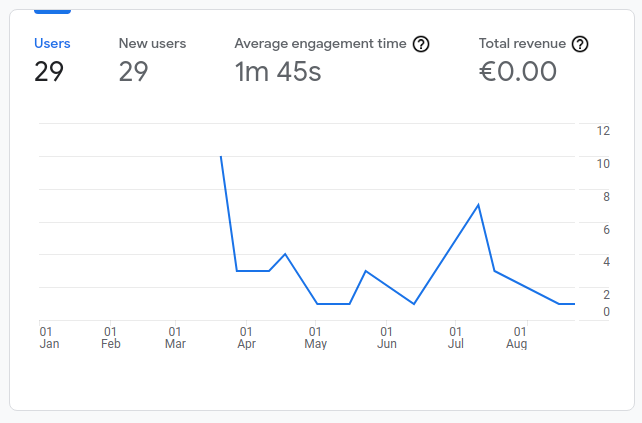 Users
29
New users
29
Average engagement time ?
1m 45s
Total revenue ?
€0.00
12
10
8
6
4
2
0
01 Jan
01 Feb
01 Mar
01 Apr
01 May
01 Jun
01 Jul
01 Aug